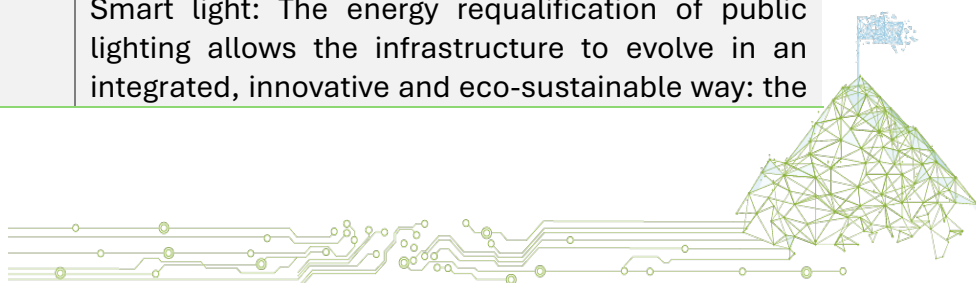 Smart light: The energy requalification of public
lighting allows the infrastructure to evolve in an
integrated, innovative and eco-sustainable way: the